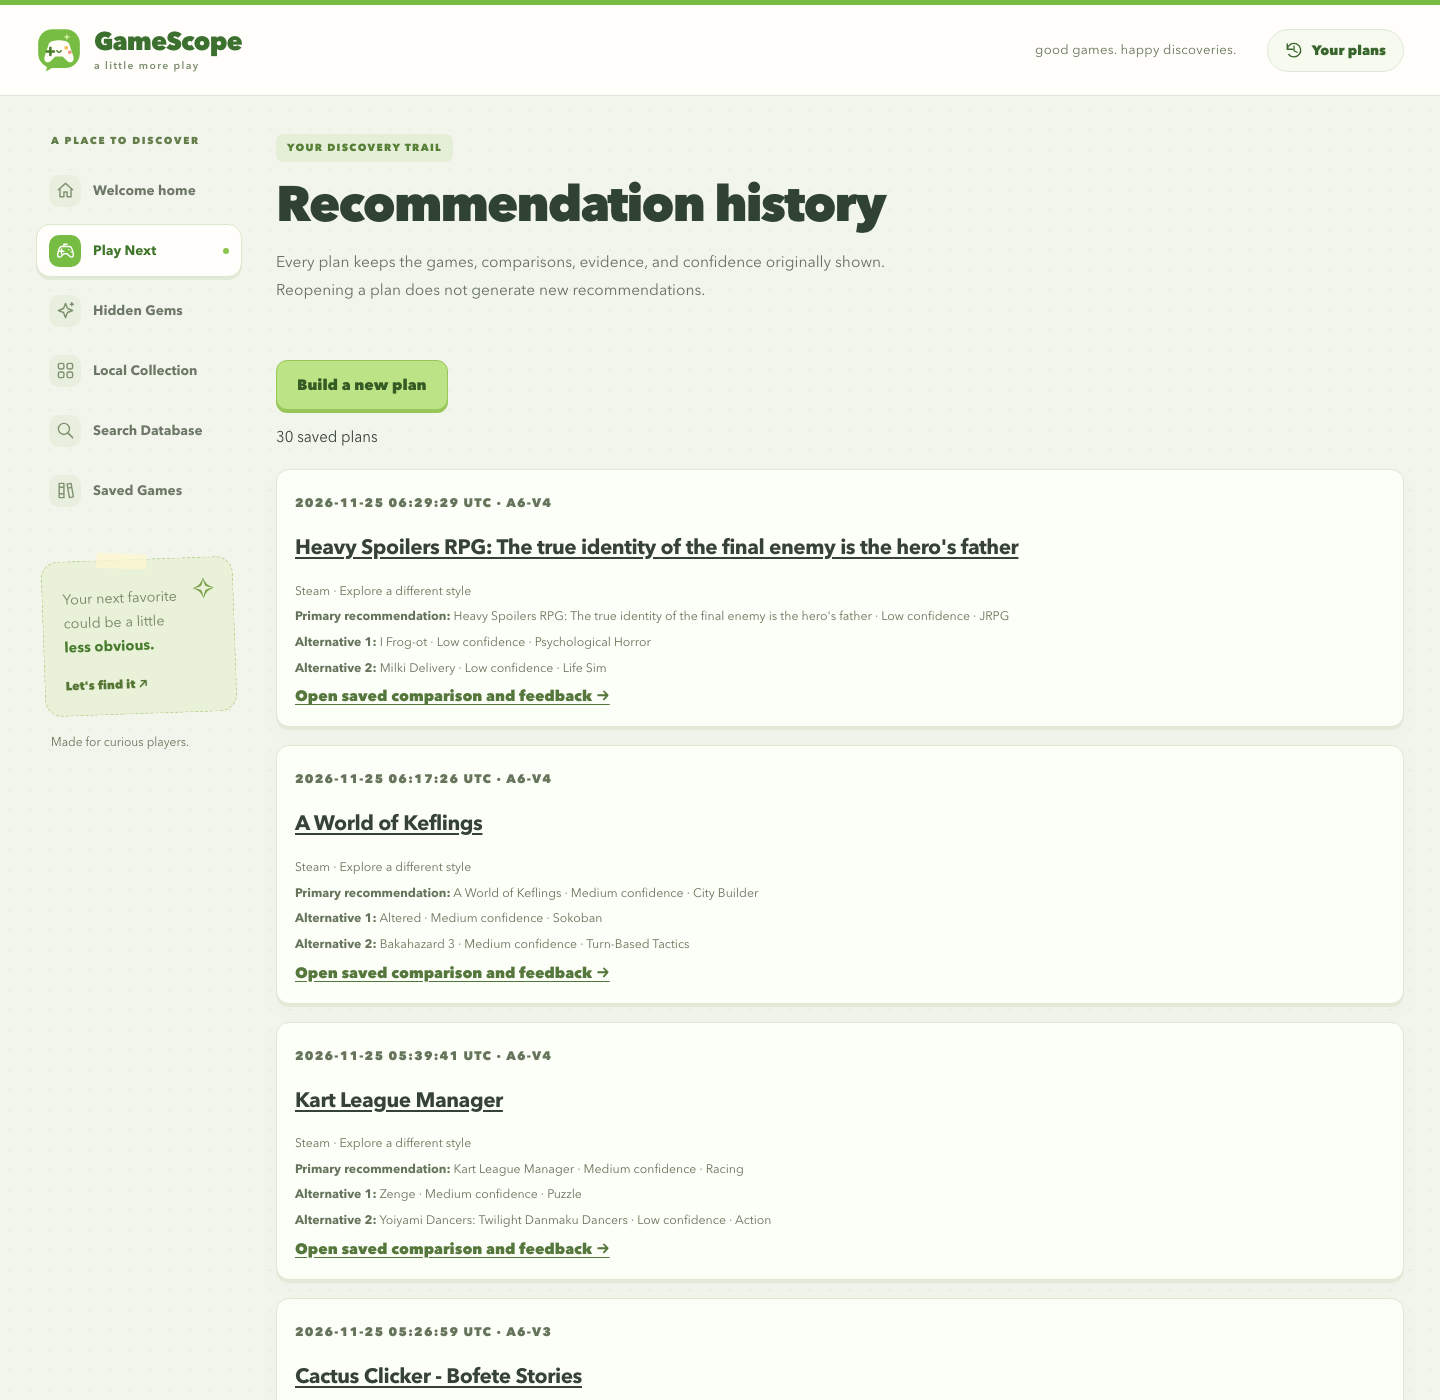 GameScope
a little more play
good games. happy discoveries.
Your plans
A PLACE TO DISCOVER
Welcome home
Play Next
Hidden Gems
Local Collection
Search Database
Saved Games
Your next favorite
could be a little
less obvious.
Let's find it ↗
Made for curious players.
YOUR DISCOVERY TRAIL
Recommendation history
Every plan keeps the games, comparisons, evidence, and confidence originally shown.
Reopening a plan does not generate new recommendations.
Build a new plan
30 saved plans
2026-11-25 06:29:29 UTC · A6-V4
Heavy Spoilers RPG: The true identity of the final enemy is the hero's father
Steam · Explore a different style
Primary recommendation: Heavy Spoilers RPG: The true identity of the final enemy is the hero's father · Low confidence · JRPG
Alternative 1: I Frog-ot · Low confidence · Psychological Horror
Alternative 2: Milki Delivery · Low confidence · Life Sim
Open saved comparison and feedback →
2026-11-25 06:17:26 UTC · A6-V4
A World of Keflings
Steam · Explore a different style
Primary recommendation: A World of Keflings · Medium confidence · City Builder
Alternative 1: Altered · Medium confidence · Sokoban
Alternative 2: Bakahazard 3 · Medium confidence · Turn-Based Tactics
Open saved comparison and feedback →
2026-11-25 05:39:41 UTC · A6-V4
Kart League Manager
Steam · Explore a different style
Primary recommendation: Kart League Manager · Medium confidence · Racing
Alternative 1: Zenge · Medium confidence · Puzzle
Alternative 2: Yoiyami Dancers: Twilight Danmaku Dancers · Low confidence · Action
Open saved comparison and feedback →
2026-11-25 05:26:59 UTC · A6-V3
Cactus Clicker - Bofete Stories